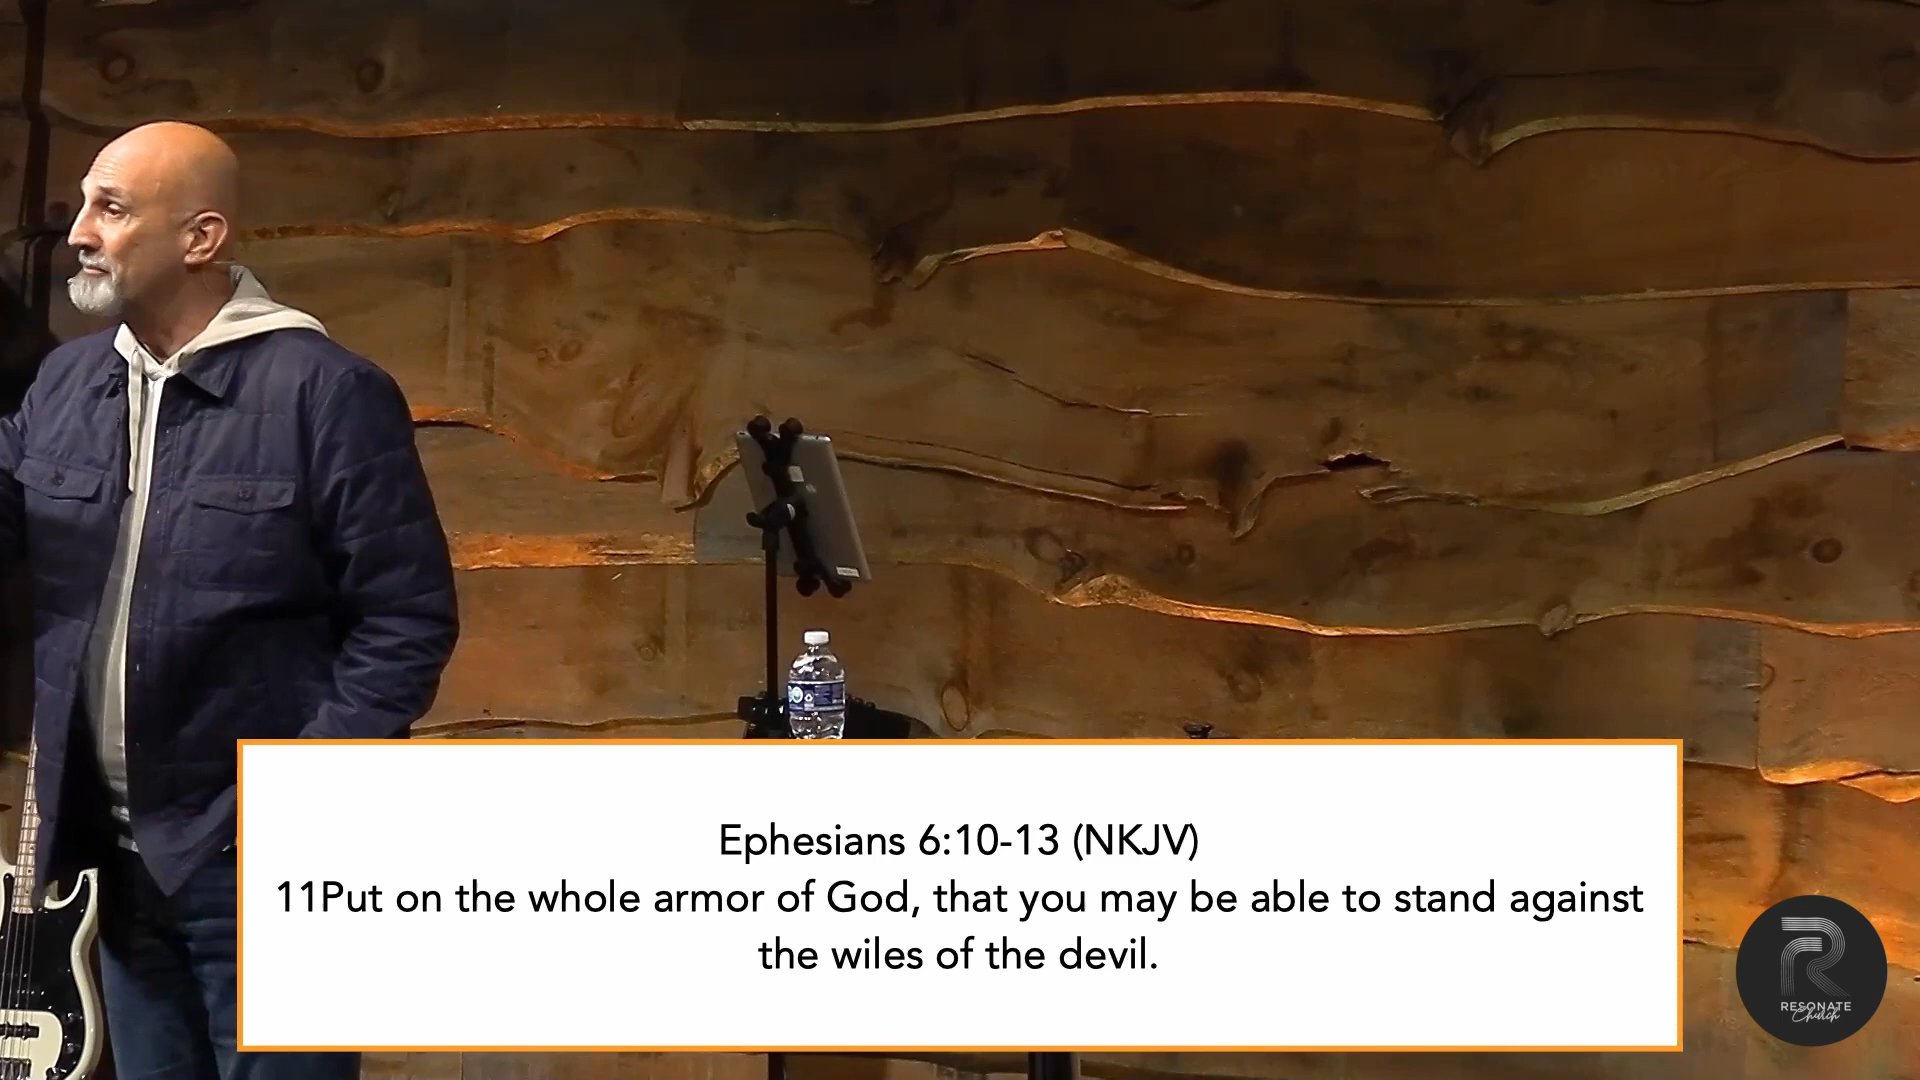 Ephesians 6:10-13 (NKJV)
11Put on the whole armor of God, that you may be able to stand against
the wiles of the devil.
RESONATE
Church